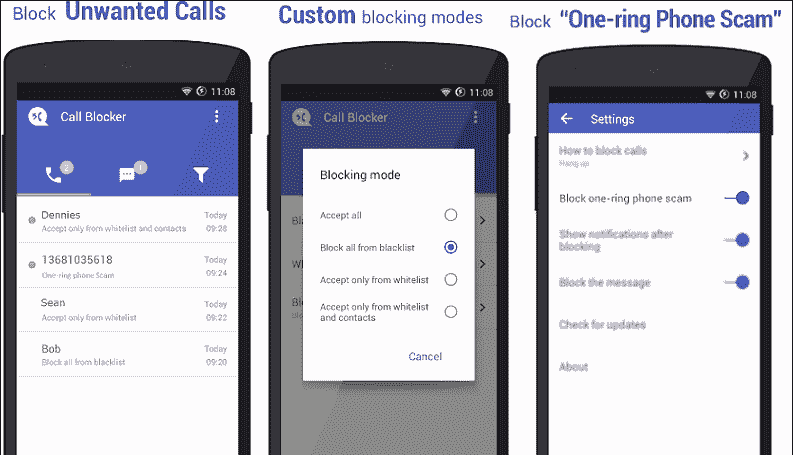 Block Unwanted Calls
11:08
Call Blocker
2
1
Dennies
Today
Accept only from whitelist and contacts
09:28
13681035618
Today
One-ring phone Scam
09:24
Sean
Today
Accept only from whitelist
09:22
Bob
Today
Block all from blacklist
09:20
Custom blocking modes
11:08
Call Blocker
Blocking mode
Accept all
Block all from blacklist
Accept only from whitelist
Accept only from whitelist
and contacts
Cancel
Bla
Wh
Blo
Block "One-ring Phone Scam"
11:08
Settings
How to block calls
Hang up
Block one-ring phone scam
Show notifications after
blocking
Block the message
Check for updates
About